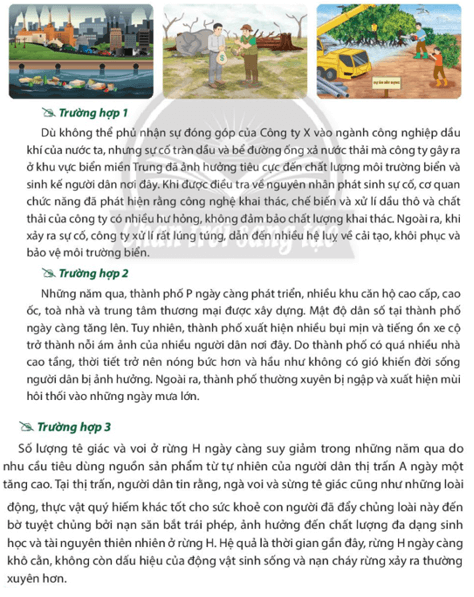 Trường hợp 1
Dù không thể phủ nhận sự đóng góp của Công ty X vào ngành công nghiệp dầu
khí của nước ta, nhưng sự cố tràn dầu và bể đường ống xả nước thải mà công ty gây ra
ở khu vực biển miền Trung đã ảnh hưởng tiêu cực đến chất lượng môi trường biển và
sinh kế người dân nơi đây. Khi được điều tra về nguyên nhân phát sinh sự cố, cơ quan
chức năng đã phát hiện rằng công nghệ khai thác, chế biến và xử lí dầu thô và chất
thải của công ty có nhiều hư hỏng, không đảm bảo chất lượng khai thác. Ngoài ra, khi
xảy ra sự cố, công ty xử lí rất lúng túng, dẫn đến nhiều hệ luỵ về cải tạo, khôi phục và
bảo vệ môi trường biển.
Chân trời sáng tạo
Trường hợp 2
Những năm qua, thành phố P ngày càng phát triển, nhiều khu căn hộ cao cấp, cao
ốc, toà nhà và trung tâm thương mại được xây dựng. Mật độ dân số tại thành phố
ngày càng tăng lên. Tuy nhiên, thành phố xuất hiện nhiều bụi mịn và tiếng ồn xe cộ
trở thành nỗi ám ảnh của nhiều người dân nơi đây. Do thành phố có quá nhiều nhà
cao tầng, thời tiết trở nên nóng bức hơn và hầu như không có gió khiến đời sống
người dân bị ảnh hưởng. Ngoài ra, thành phố thường xuyên bị ngập và xuất hiện mùi
hôi thối vào những ngày mưa lớn.
Trường hợp 3
Số lượng tê giác và voi ở rừng H ngày càng suy giảm trong những năm qua do
nhu cầu tiêu dùng nguồn sản phẩm từ tự nhiên của người dân thị trấn A ngày một
tăng cao. Tại thị trấn, người dân tin rằng, ngà voi và sừng tê giác cũng như những loài
động, thực vật quý hiếm khác tốt cho sức khoẻ con người đã đẩy chủng loài này đến
bờ tuyệt chủng bởi nạn săn bắt trái phép, ảnh hưởng đến chất lượng đa dạng sinh
học và tài nguyên thiên nhiên ở rừng H. Hệ quả là thời gian gần đây, rừng H ngày càng
khô cằn, không còn dấu hiệu của động vật sinh sống và nạn cháy rừng xảy ra thường
xuyên hơn.